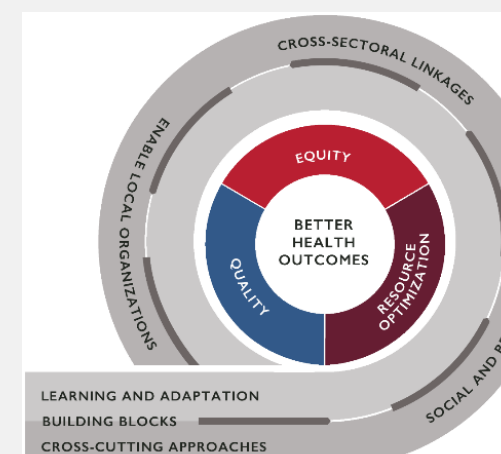 CROSS-SECTORAL LINKAGES
ENABLE LOCAL ORGANIZATIONS
EQUITY
BETTER
HEALTH
OUTCOMES
QUALITY
RESOURCE
OPTIMIZATION
SOCIAL AND
LEARNING AND ADAPTATION
BUILDING BLOCKS
CROSS-CUTTING APPROACHES